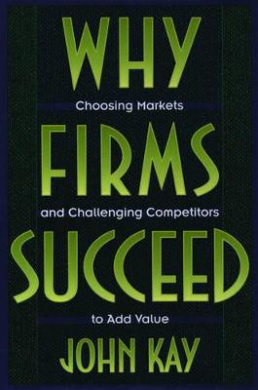 WHY
Choosing Markets
FIRMS
and Challenging Competitors
SUCCEED
to Add Value
JOHN KAY